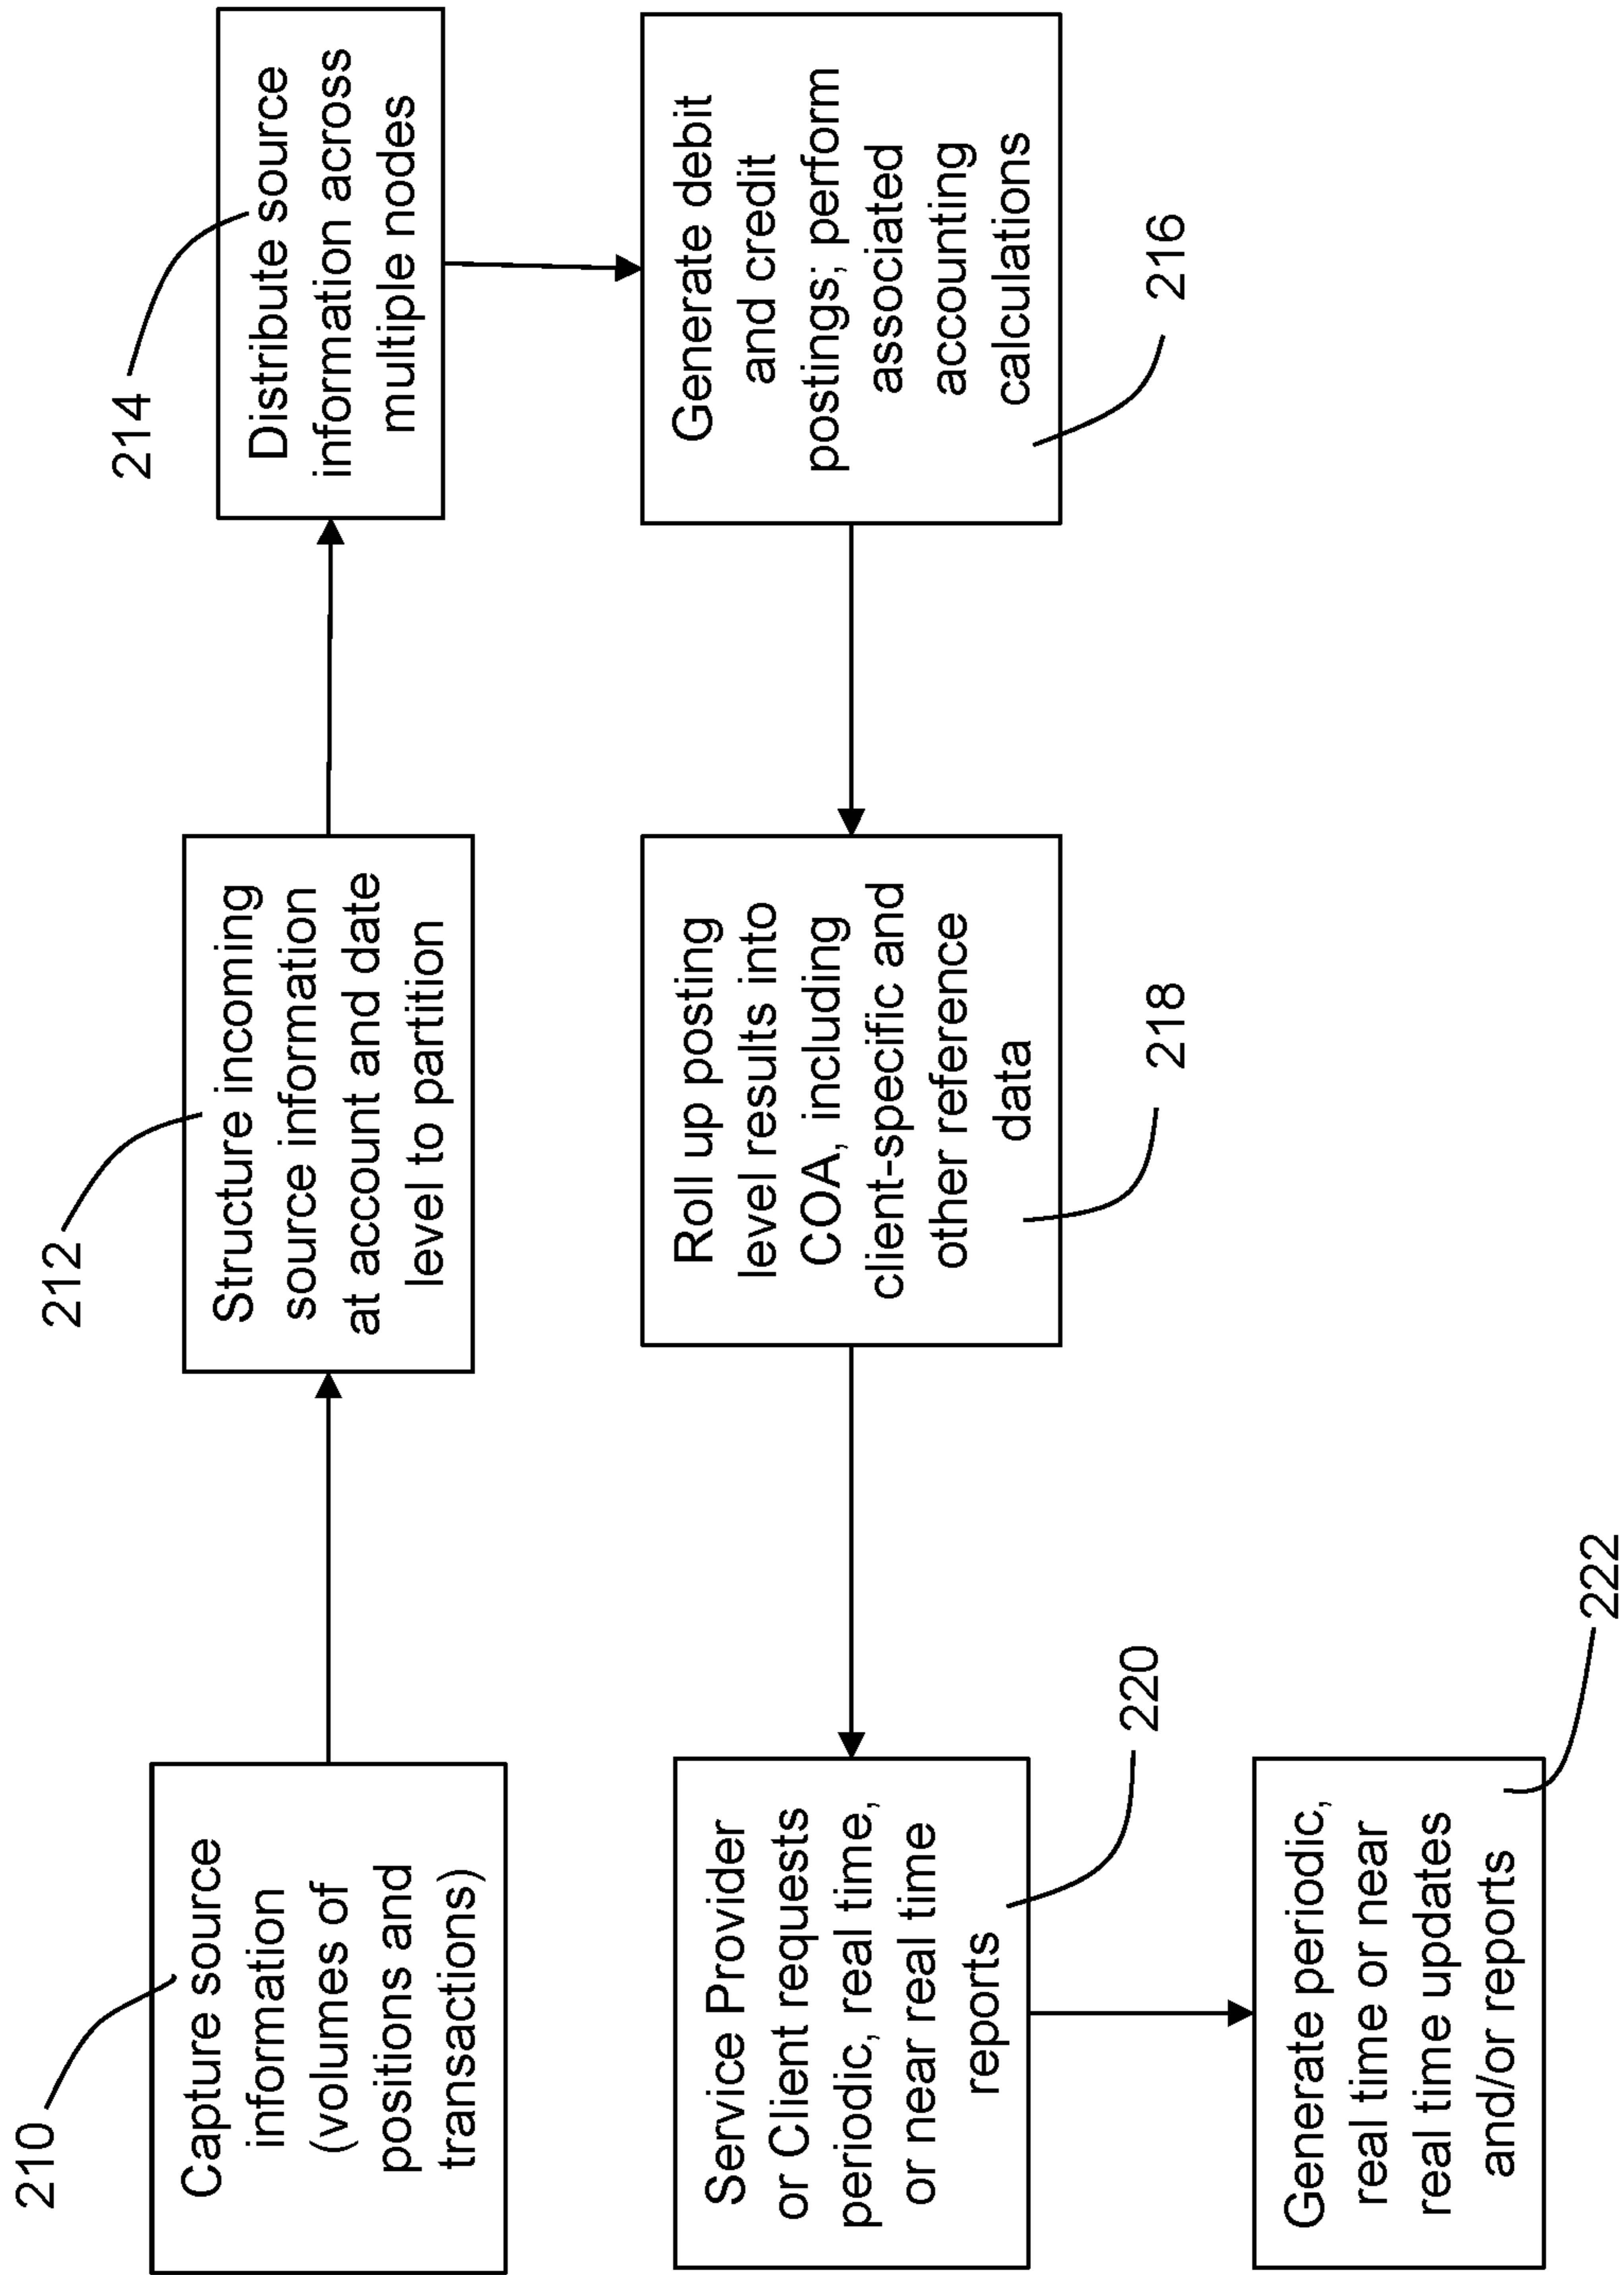 210
Capture source
information
(volumes of
positions and
transactions)
212
Structure incoming
source information
at account and date
level to partition
214
Distribute source
information across
multiple nodes
Generate debit
and credit
postings; perform
associated
accounting
calculations
216
Roll up posting
level results into
COA, including
client-specific and
other reference
data
218
Service Provider
or Client requests
periodic, real time,
or near real time
reports
220
Generate periodic,
real time or near
real time updates
and/or reports
222